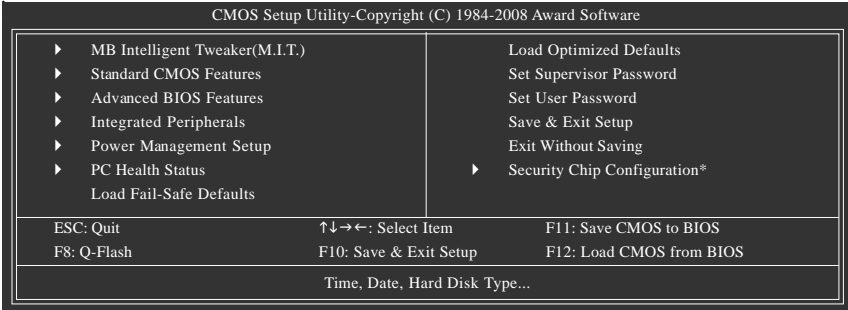 CMOS Setup Utility-Copyright (C) 1984-2008 Award Software
MB Intelligent Tweaker(M.I.T.)
Standard CMOS Features
Advanced BIOS Features
Integrated Peripherals
Power Management Setup
PC Health Status
Load Fail-Safe Defaults
Load Optimized Defaults
Set Supervisor Password
Set User Password
Save & Exit Setup
Exit Without Saving
Security Chip Configuration*
ESC: Quit ↑↓→←: Select Item F11: Save CMOS to BIOS
F8: Q-Flash F10: Save & Exit Setup F12: Load CMOS from BIOS
Time, Date, Hard Disk Type...